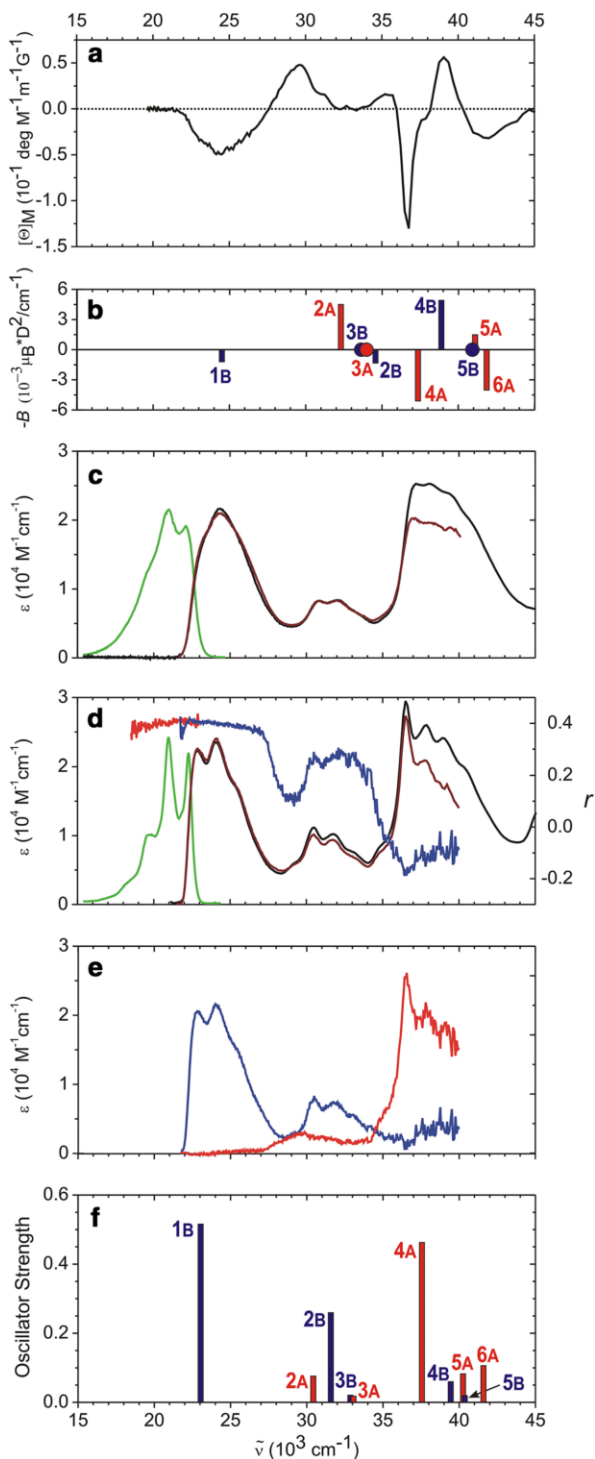 15 20 25 30 35 40 45
a
0.5
0.0
-0.5
-1.0
-1.5
[Θ]M (10⁻¹ deg M⁻¹m⁻¹G⁻¹)
b
6
3
0
-3
-6
-B (10⁻³μB*D²/cm⁻¹)
1B
2A
3B
3A
2B
4A
4B
5B
5A
6A
c
3
2
1
0
ε (10⁴ M⁻¹cm⁻¹)
d
3
2
1
0
ε (10⁴ M⁻¹cm⁻¹)
0.4
0.2
0.0
-0.2
r
e
3
2
1
0
ε (10⁴ M⁻¹cm⁻¹)
f
0.6
0.4
0.2
0.0
Oscillator Strength
1B
2A
2B
3B
3A
4A
4B
5A
6A
5B
15 20 25 30 35 40 45
ṽ (10³ cm⁻¹)